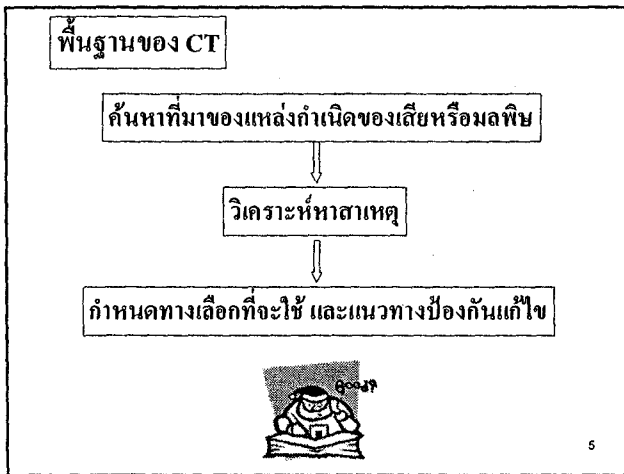 พื้นฐานของ CT
ค้นหาที่มาของแหล่งกำเนิดของเสียหรือมลพิษ
วิเคราะห์หาสาเหตุ
กำหนดทางเลือกที่จะใช้ และแนวทางป้องกันแก้ไข
5